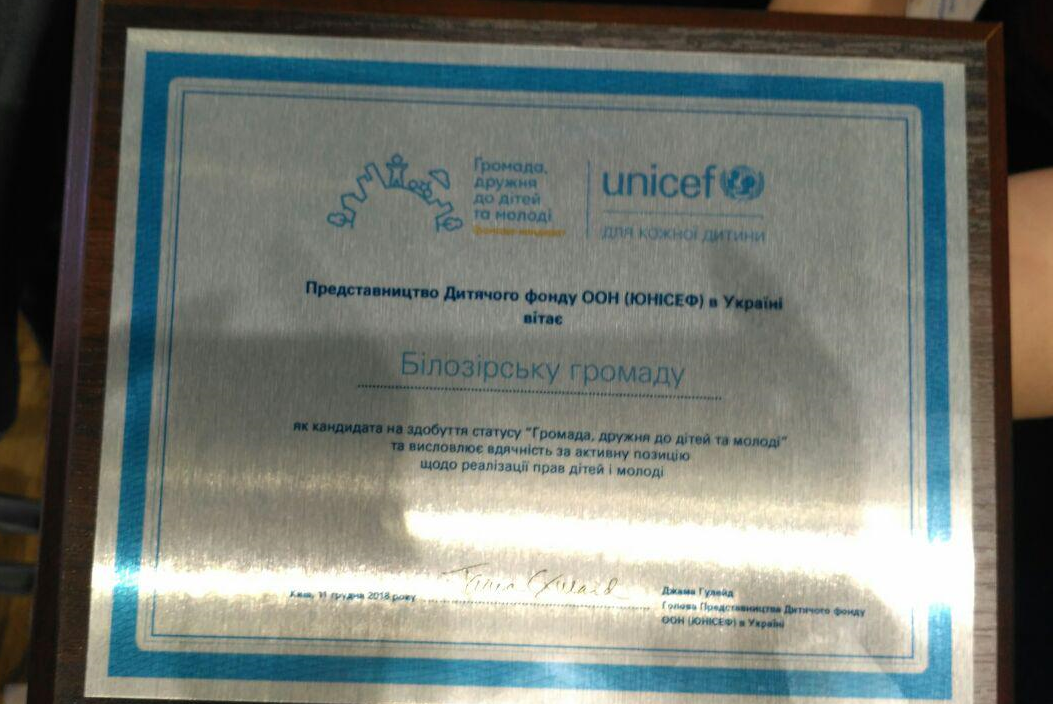 Громада,
дружня
до дітей
та молоді
Громада-кандидат
unicef
для кожної дитини
Представництво Дитячого фонду ООН (ЮНІСЕФ) в Україні
вітає
Білозірську громаду
як кандидата на здобуття статусу "Громада, дружня до дітей та молоді"
та висловлює вдячність за активну позицію
щодо реалізації прав дітей і молоді
Київ, 11 грудня 2018 року
Джама Гулейд
Голова Представництва Дитячого фонду
ООН (ЮНІСЕФ) в Україні